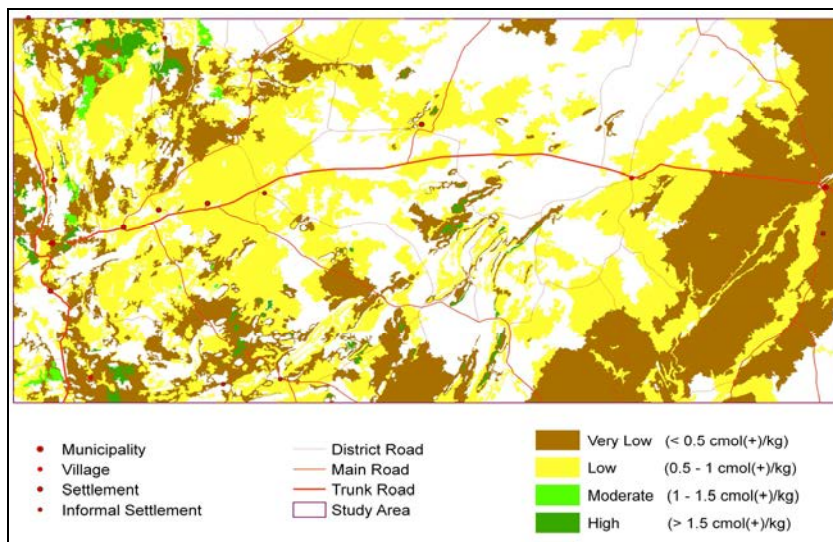 Municipality
Village
Settlement
Informal Settlement
District Road
Main Road
Trunk Road
Study Area
Very Low (< 0.5 cmol(+)/kg)
Low (0.5 - 1 cmol(+)/kg)
Moderate (1 - 1.5 cmol(+)/kg)
High (> 1.5 cmol(+)/kg)